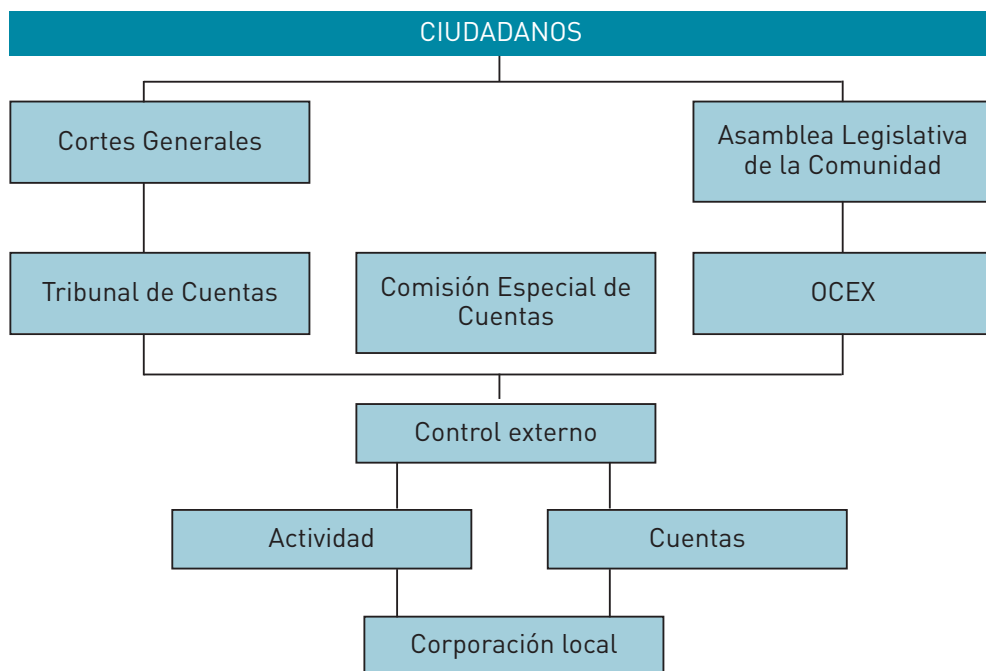 CIUDADANOS
Cortes Generales
Asamblea Legislativa
de la Comunidad
Tribunal de Cuentas
Comisión Especial de
Cuentas
OCEX
Control externo
Actividad
Cuentas
Corporación local